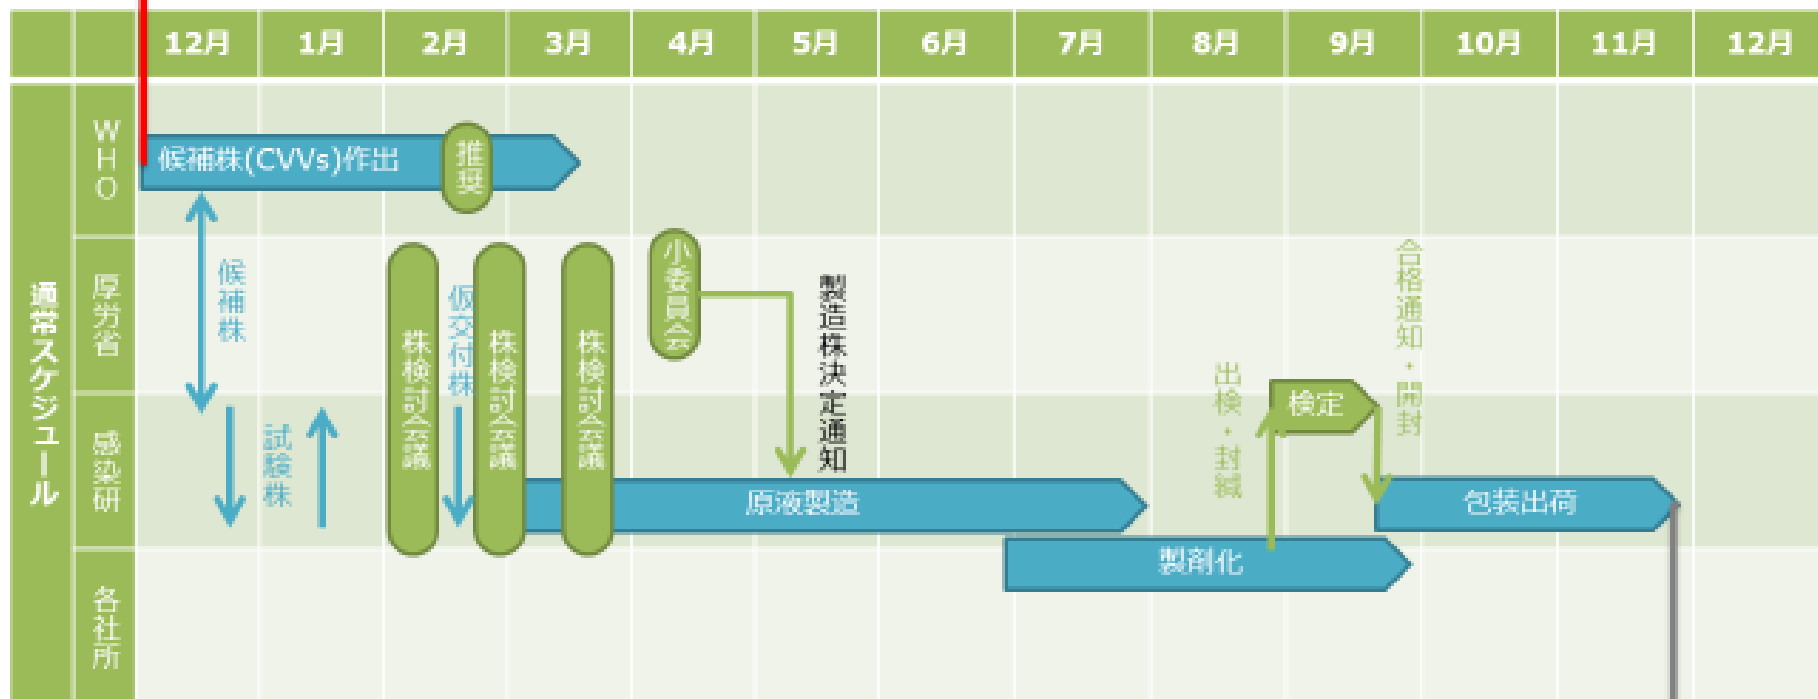 12月 1月 2月 3月 4月 5月 6月 7月 8月 9月 10月 11月 12月
通常スケジュール
WHO
候補株(CVVs)作出
推奨
厚労省
候補株
仮交付株
株検討会議
株検討会議
株検討会議
小委員会
製造株決定通知
合格通知・開封
出検・封緘
検定
感染研
試験株
原液製造
包装出荷
各社所
製剤化